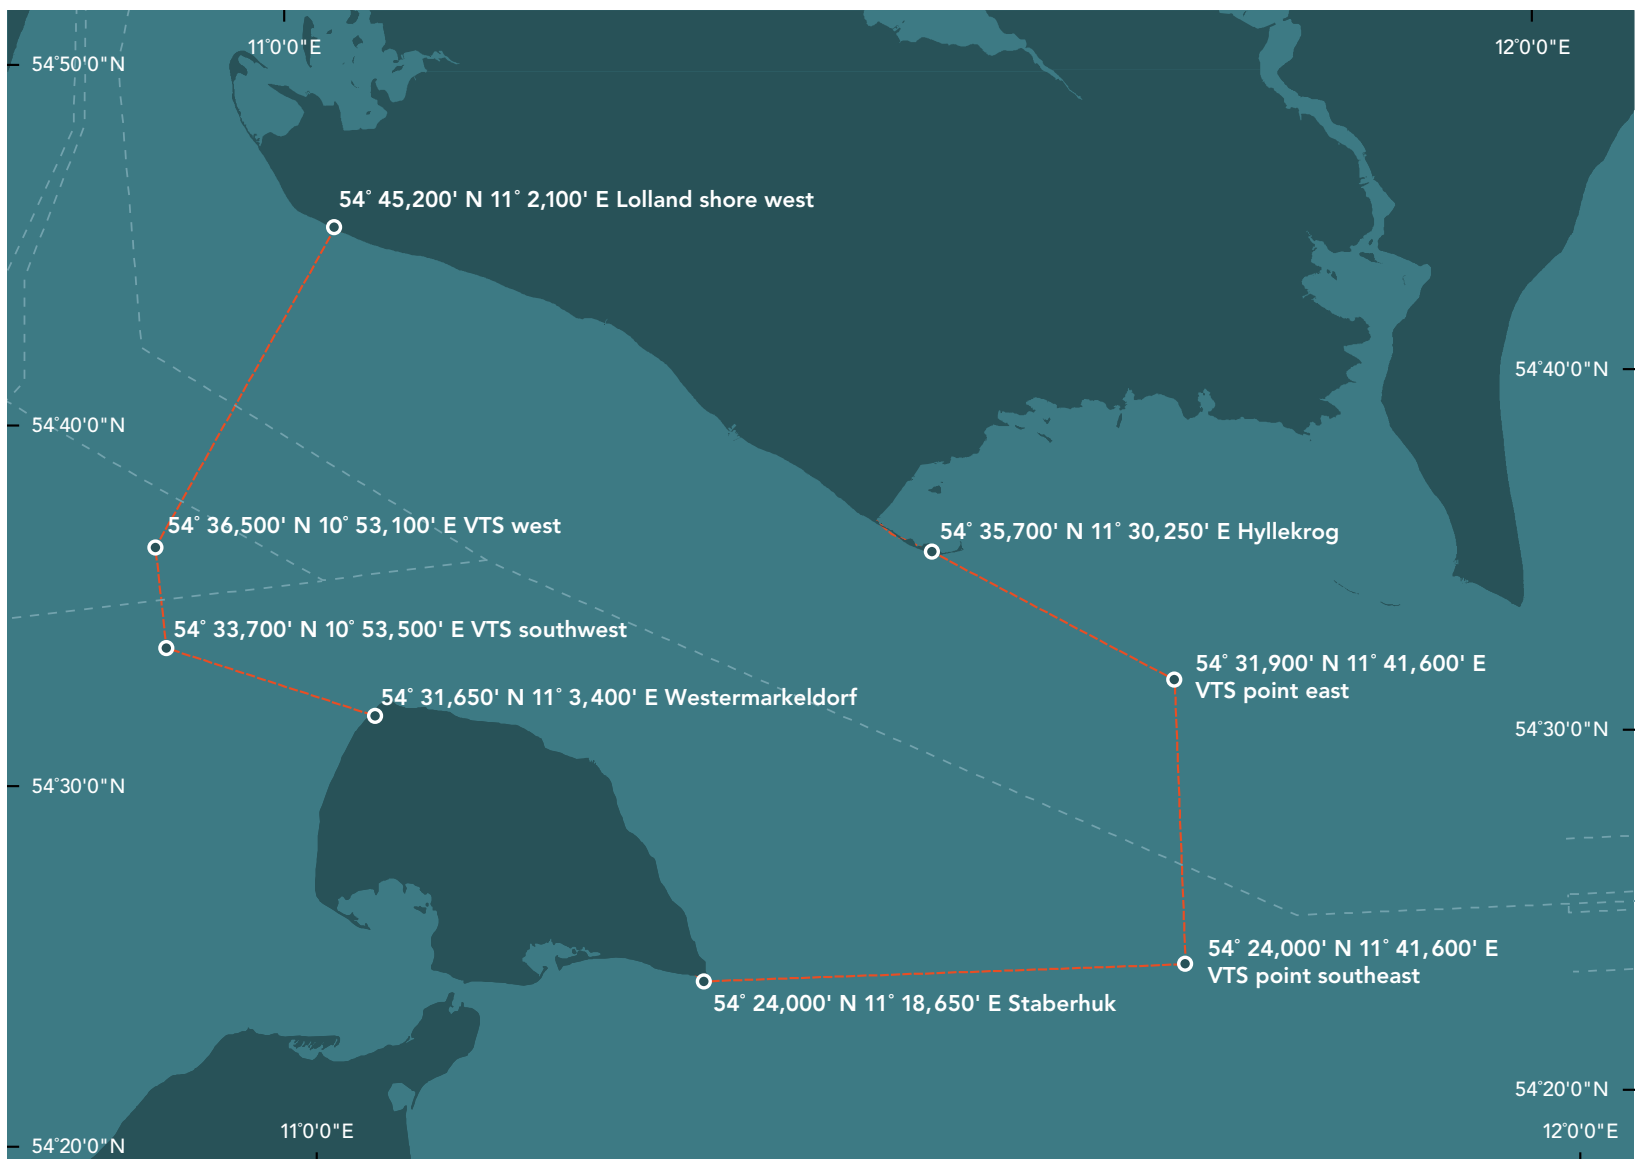 11°0'0"E
12°0'0"E
54°50'0"N
54° 45,200' N 11° 2,100' E Lolland shore west
54°40'0"N
54°40'0"N
54° 36,500' N 10° 53,100' E VTS west
54° 35,700' N 11° 30,250' E Hyllekrog
54° 33,700' N 10° 53,500' E VTS southwest
54° 31,900' N 11° 41,600' E
VTS point east
54° 31,650' N 11° 3,400' E Westermarkeldorf
54°30'0"N
54°30'0"N
54° 24,000' N 11° 41,600' E
VTS point southeast
54° 24,000' N 11° 18,650' E Staberhuk
54°20'0"N
11°0'0"E
12°0'0"E
54°20'0"N